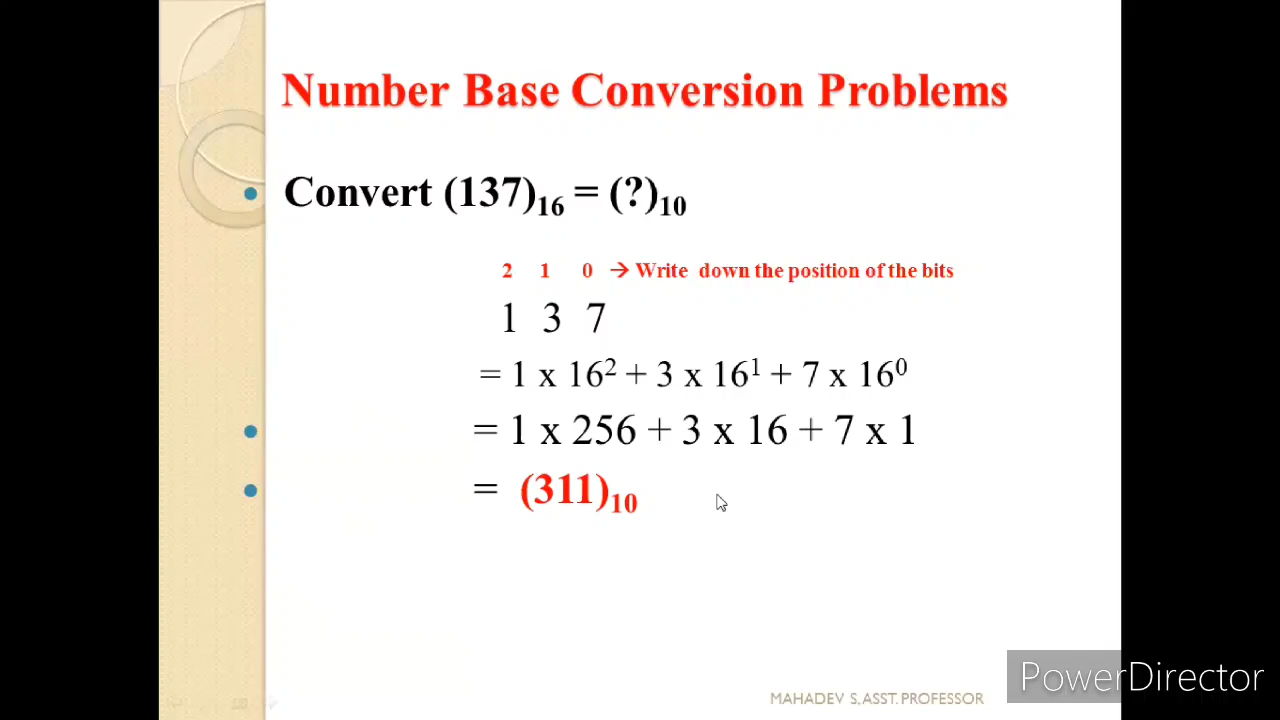 Number Base Conversion Problems
• Convert (137)₁₆ = (?)₁₀
2 1 0 → Write down the position of the bits
1 3 7
= 1 x 16² + 3 x 16¹ + 7 x 16⁰
• = 1 x 256 + 3 x 16 + 7 x 1
• = (311)₁₀
MAHADEV S, ASST. PROFESSOR
PowerDirector